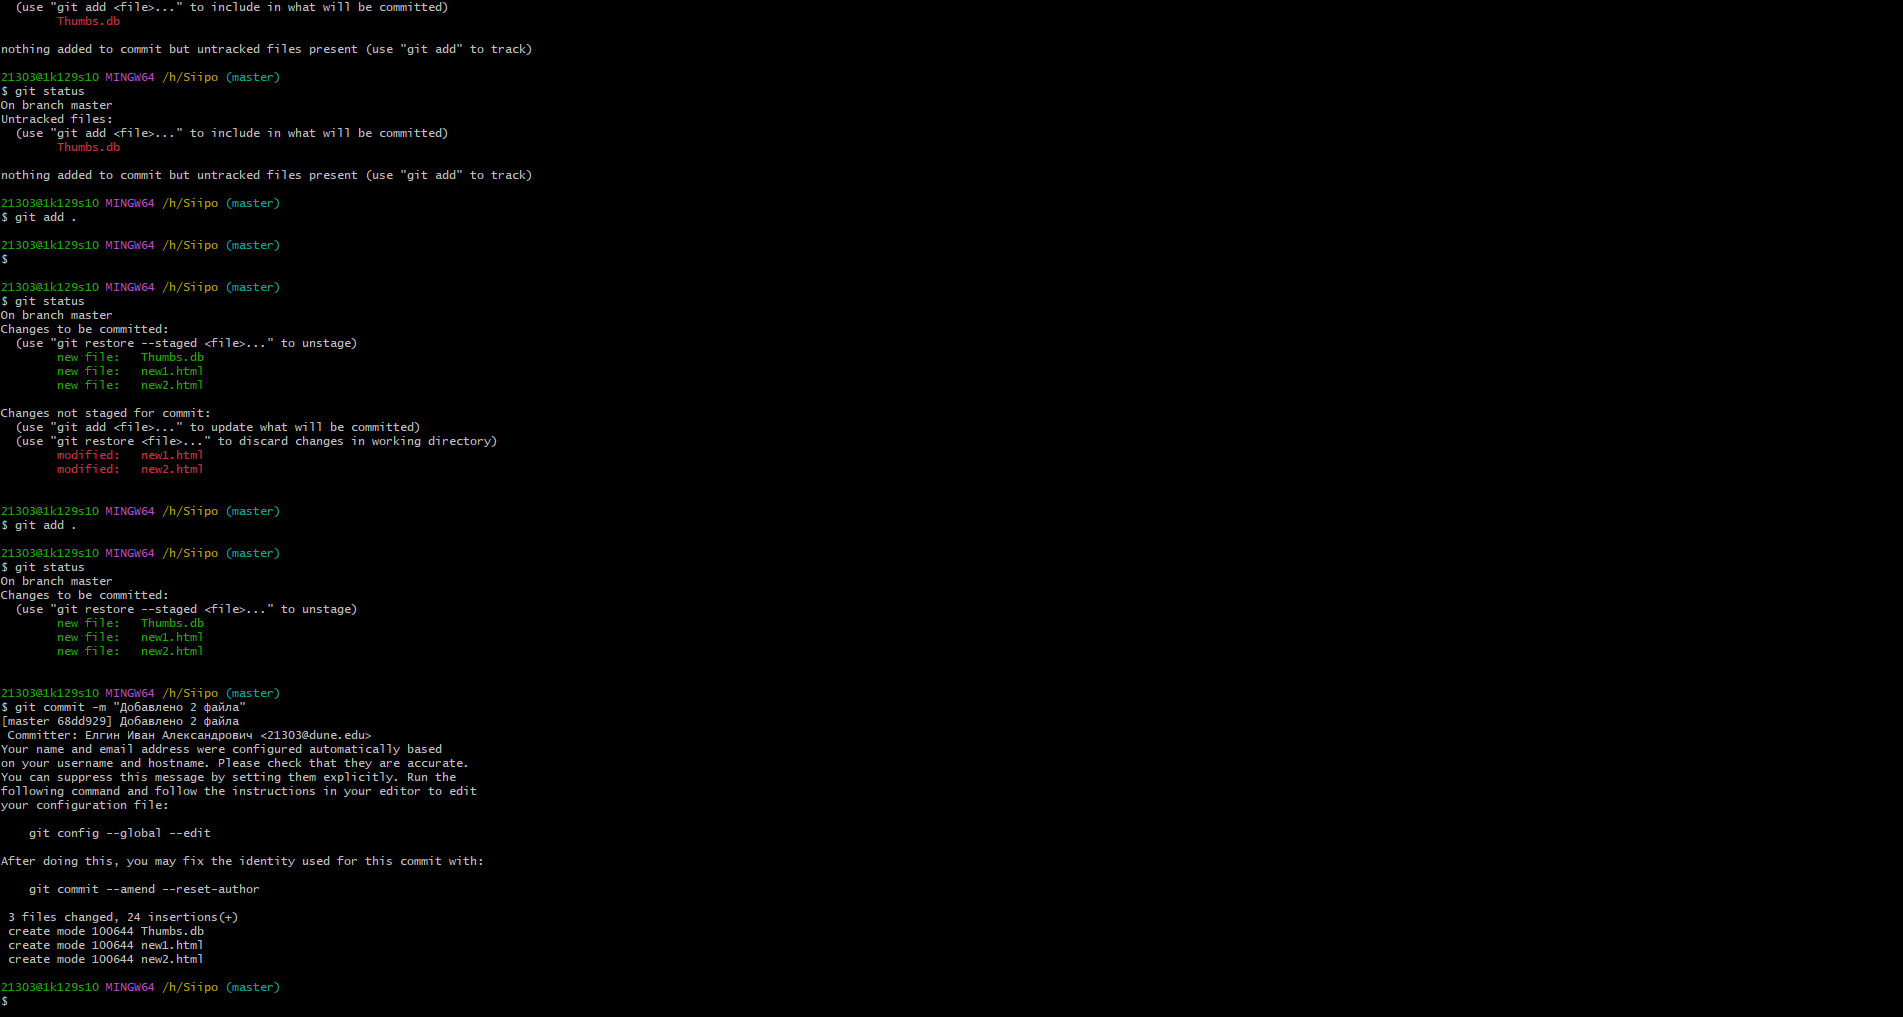 (use "git add <file>..." to include in what will be committed)
Thumbs.db
nothing added to commit but untracked files present (use "git add" to track)
21303@1k129s10 MINGW64 /h/Siipo (master)
$ git status
On branch master
Untracked files:
(use "git add <file>..." to include in what will be committed)
Thumbs.db
nothing added to commit but untracked files present (use "git add" to track)
21303@1k129s10 MINGW64 /h/Siipo (master)
$ git add .
21303@1k129s10 MINGW64 /h/Siipo (master)
$
21303@1k129s10 MINGW64 /h/Siipo (master)
$ git status
On branch master
Changes to be committed:
(use "git restore --staged <file>..." to unstage)
new file:   Thumbs.db
new file:   new1.html
new file:   new2.html
Changes not staged for commit:
(use "git add <file>..." to update what will be committed)
(use "git restore <file>..." to discard changes in working directory)
modified:   new1.html
modified:   new2.html
21303@1k129s10 MINGW64 /h/Siipo (master)
$ git add .
21303@1k129s10 MINGW64 /h/Siipo (master)
$ git status
On branch master
Changes to be committed:
(use "git restore --staged <file>..." to unstage)
new file:   Thumbs.db
new file:   new1.html
new file:   new2.html
21303@1k129s10 MINGW64 /h/Siipo (master)
$ git commit -m "Добавлено 2 файла"
[master 68dd929] Добавлено 2 файла
Committer: Елгин Иван Александрович <21303@dune.edu>
Your name and email address were configured automatically based
on your username and hostname. Please check that they are accurate.
You can suppress this message by setting them explicitly. Run the
following command and follow the instructions in your editor to edit
your configuration file:
git config --global --edit
After doing this, you may fix the identity used for this commit with:
git commit --amend --reset-author
3 files changed, 24 insertions(+)
create mode 100644 Thumbs.db
create mode 100644 new1.html
create mode 100644 new2.html
21303@1k129s10 MINGW64 /h/Siipo (master)
$